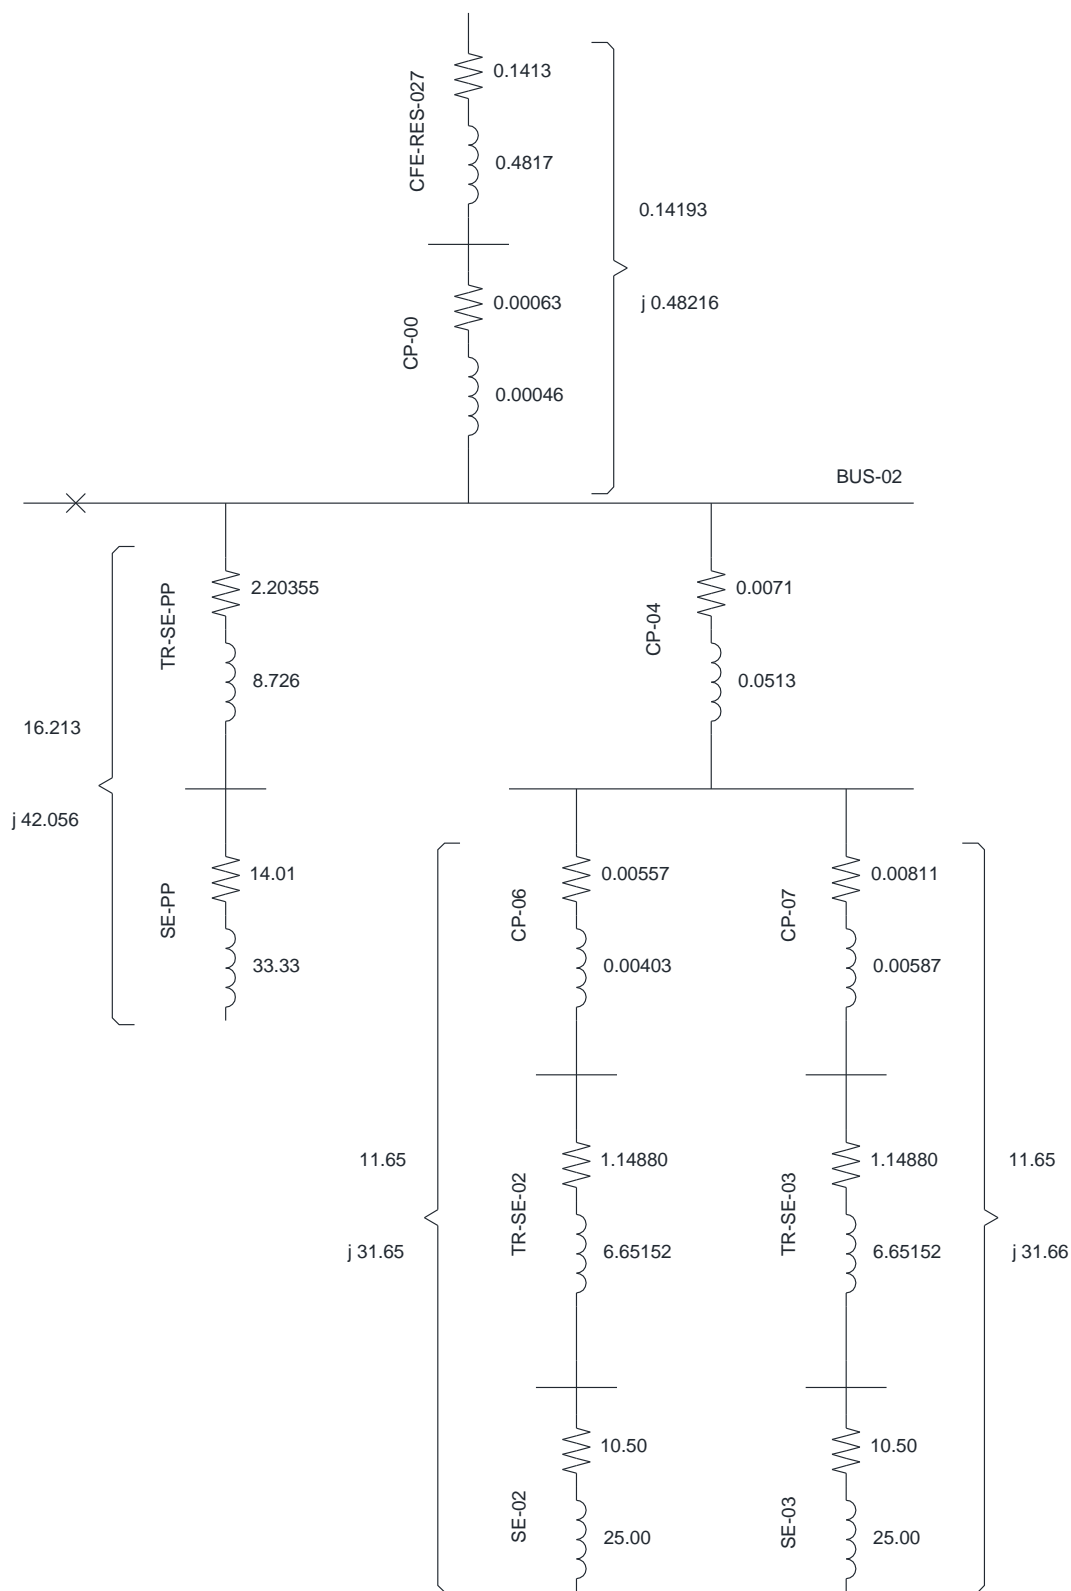 CFE-RES-027
0.1413
0.4817
0.14193
j 0.48216
CP-00
0.00063
0.00046
BUS-02
TR-SE-PP
2.20355
8.726
16.213
j 42.056
SE-PP
14.01
33.33
CP-04
0.0071
0.0513
CP-06
0.00557
0.00403
CP-07
0.00811
0.00587
11.65
j 31.65
TR-SE-02
1.14880
6.65152
TR-SE-03
1.14880
6.65152
11.65
j 31.66
SE-02
10.50
25.00
SE-03
10.50
25.00